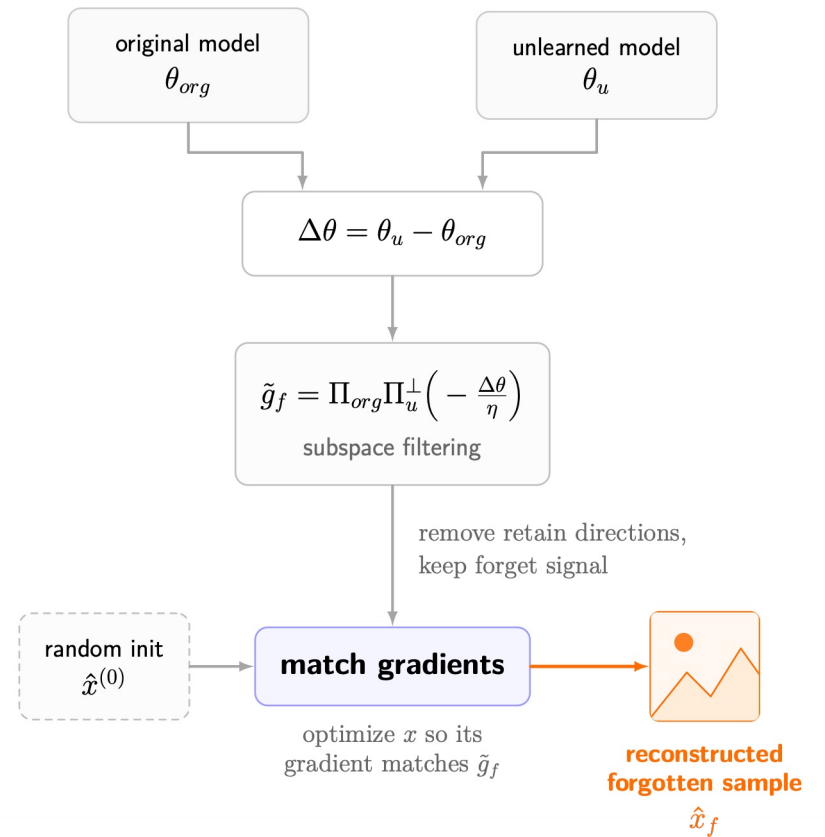 original model
θ_org
unlearned model
θ_u
Δθ = θ_u − θ_org
g̃_f = Π_org Π_u^⊥ ( − Δθ/η )
subspace filtering
remove retain directions,
keep forget signal
random init
x̂^(0)
match gradients
optimize x so its
gradient matches g̃_f
reconstructed
forgotten sample
x̂_f